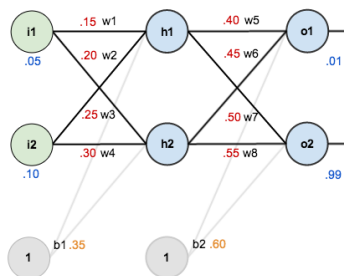 i1 .15 w1 h1 .40 w5 o1
.05 .20 w2 .45 w6 .01
.25 w3 .50 w7
i2 .30 w4 h2 .55 w8 o2
.10 .99
1 b1 .35 1 b2 .60